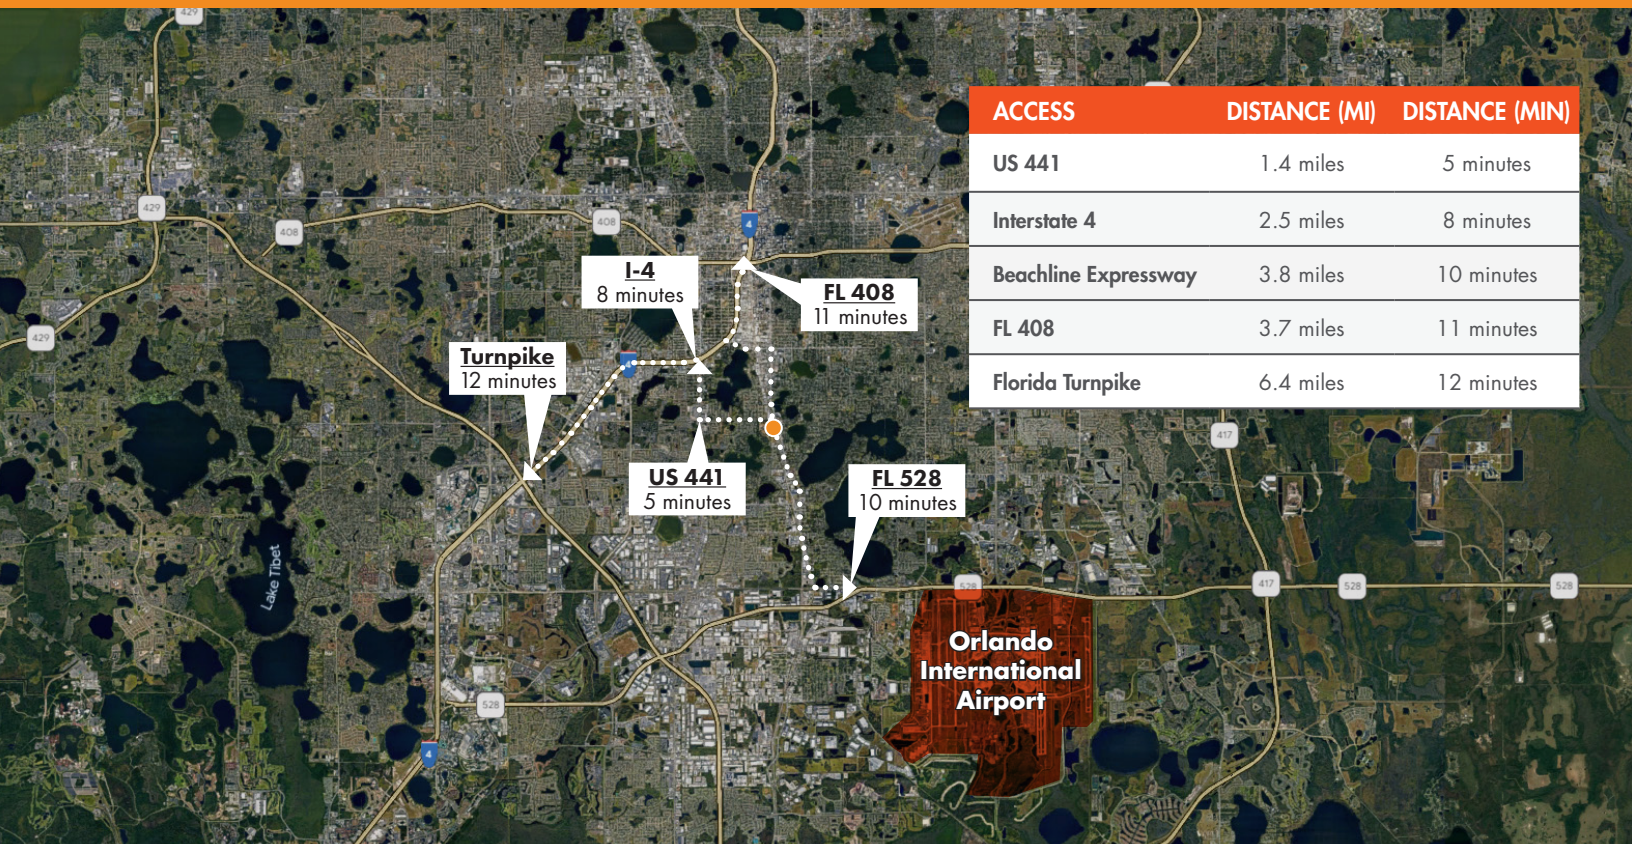 429
ACCESS DISTANCE (MI) DISTANCE (MIN)
US 441 1.4 miles 5 minutes
Interstate 4 2.5 miles 8 minutes
Beachline Expressway 3.8 miles 10 minutes
FL 408 3.7 miles 11 minutes
Florida Turnpike 6.4 miles 12 minutes
429
408
408
4
I-4
8 minutes
FL 408
11 minutes
429
Turnpike
12 minutes
4
417
US 441
5 minutes
FL 528
10 minutes
Lake Tibet
528
417
528
528
Orlando
International
Airport
528
4